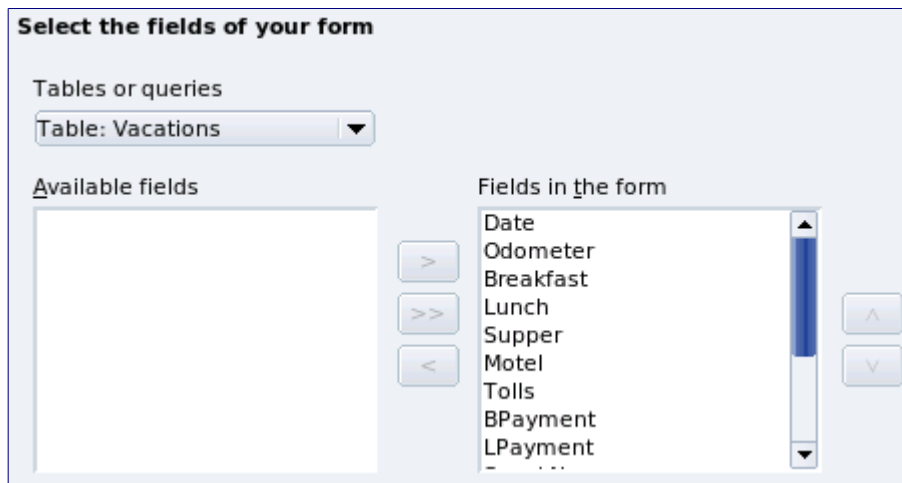 Select the fields of your form
Tables or queries
Table: Vacations
Available fields
Fields in the form
Date
Odometer
Breakfast
Lunch
Supper
Motel
Tolls
BPayment
LPayment
>
>>
<
^
v